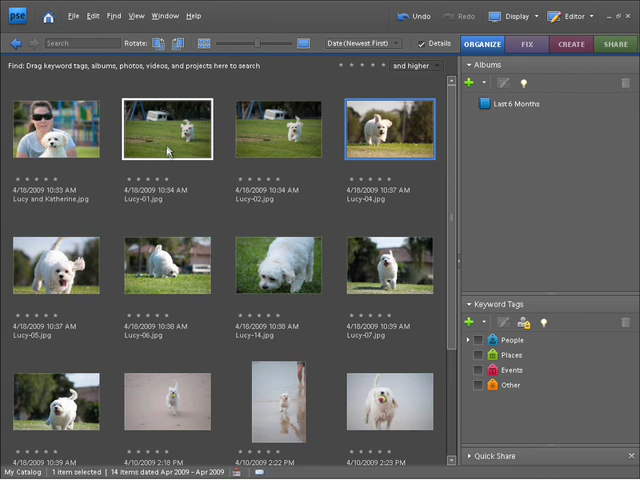 pse File Edit Find View Window Help Undo Redo Display Editor
Search Rotate: Date (Newest First) Details ORGANIZE FIX CREATE SHARE
Find: Drag keyword tags, albums, photos, videos, and projects here to search and higher
Albums
Last 6 Months
4/18/2009 10:33 AM 4/18/2009 10:34 AM 4/18/2009 10:34 AM 4/18/2009 10:37 AM
Lucy and Katherine.jpg Lucy-01.jpg Lucy-02.jpg Lucy-04.jpg
4/18/2009 10:37 AM 4/18/2009 10:38 AM 4/18/2009 10:38 AM 4/18/2009 10:38 AM
Lucy-05.jpg Lucy-06.jpg Lucy-14.jpg Lucy-07.jpg
Keyword Tags
People
Places
Events
Other
4/18/2009 10:39 AM 4/10/2009 2:18 PM 4/10/2009 2:22 PM 4/10/2009 2:23 PM
Quick Share
My Catalog 1 item selected 14 items dated Apr 2009 - Apr 2009